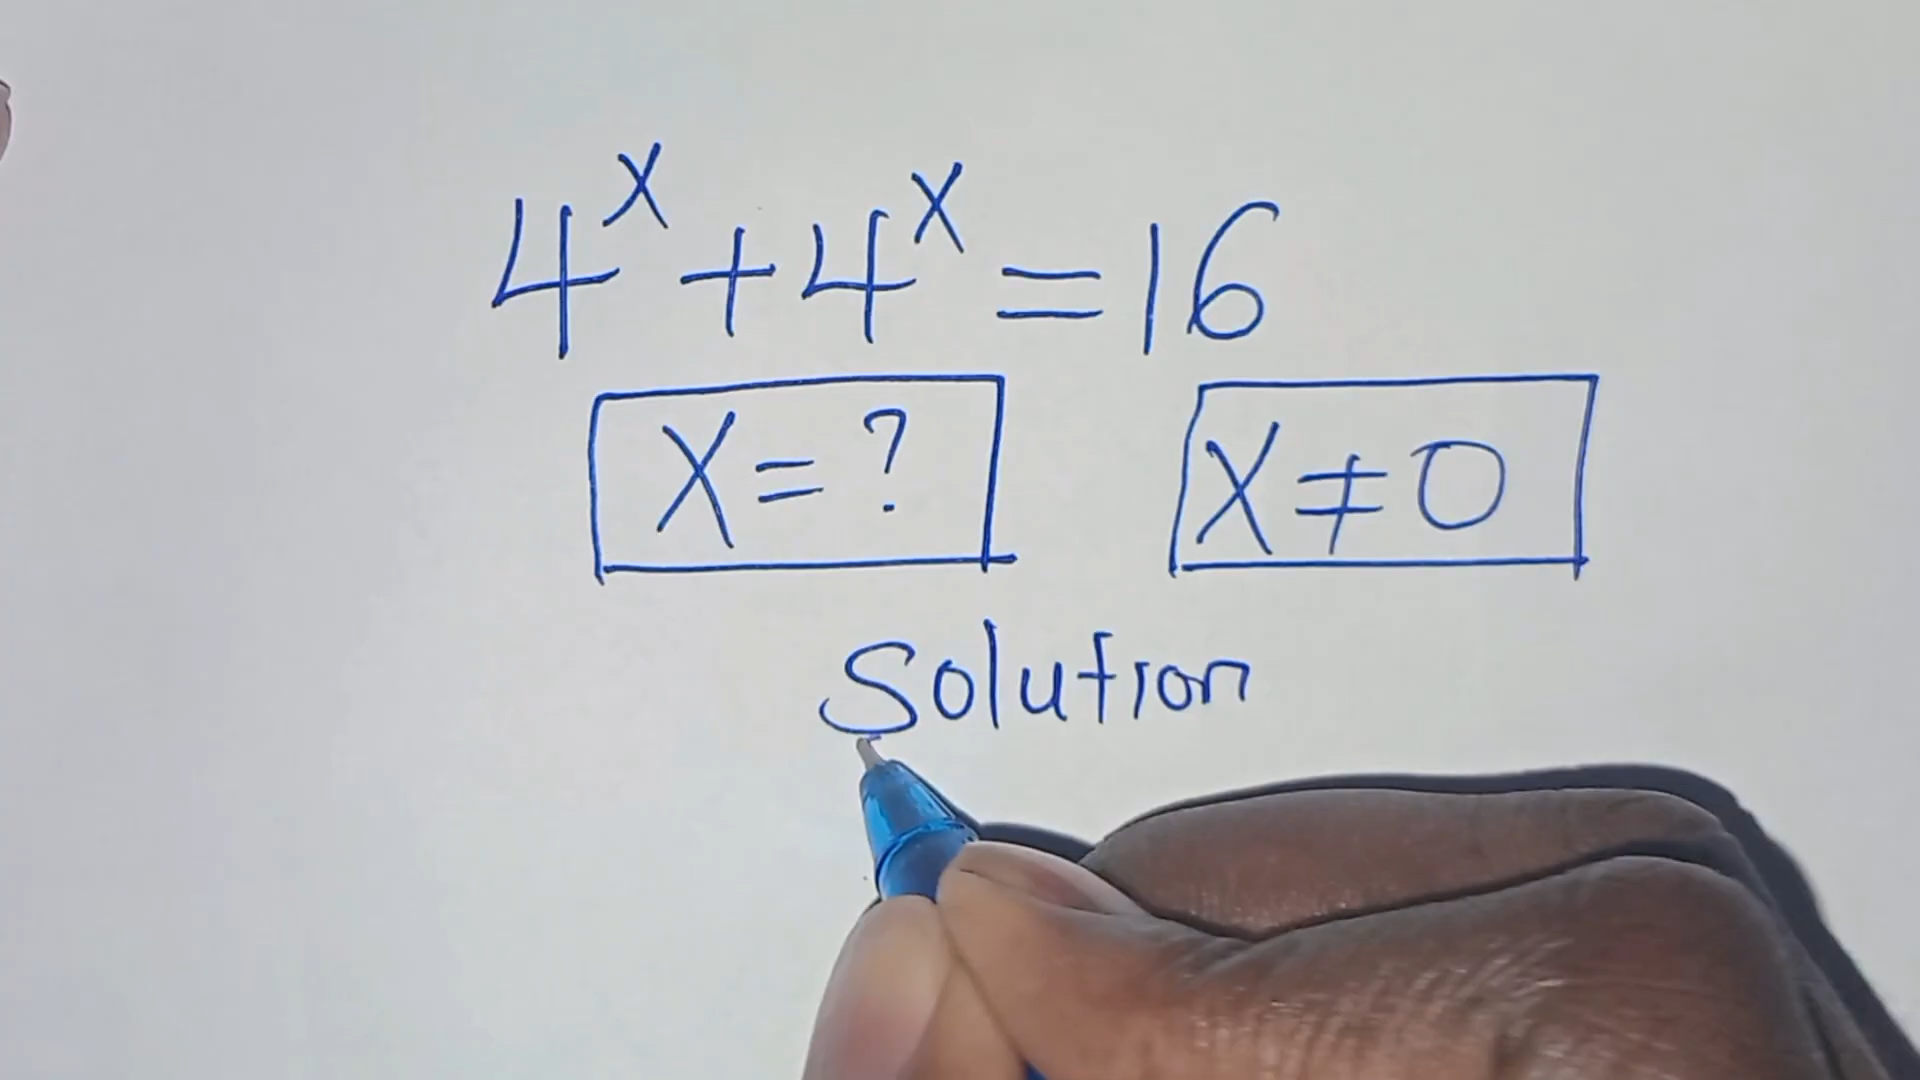 4^x + 4^x = 16
X = ? X ≠ 0
Solution